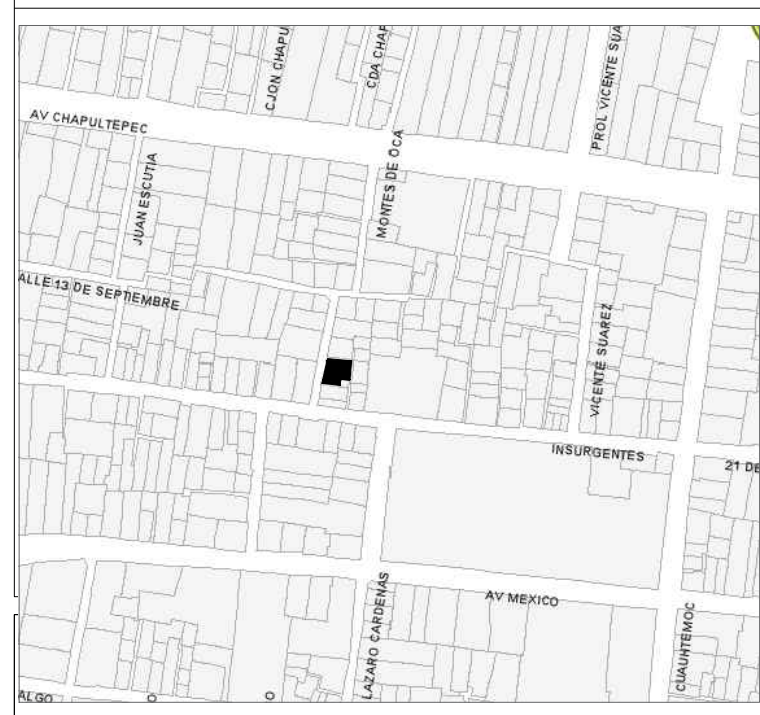 CJON CHAPU
CDA CHAP
PROL VICENTE SUA
AV CHAPULTEPEC
MONTES DE OCA
JUAN ESCUTIA
ALLE 13 DE SEPTIEMBRE
VICENTE SUAREZ
INSURGENTES
21 DE
AV MEXICO
LAZARO CARDENAS
CUAUHTEMOC
ALGO
O
O